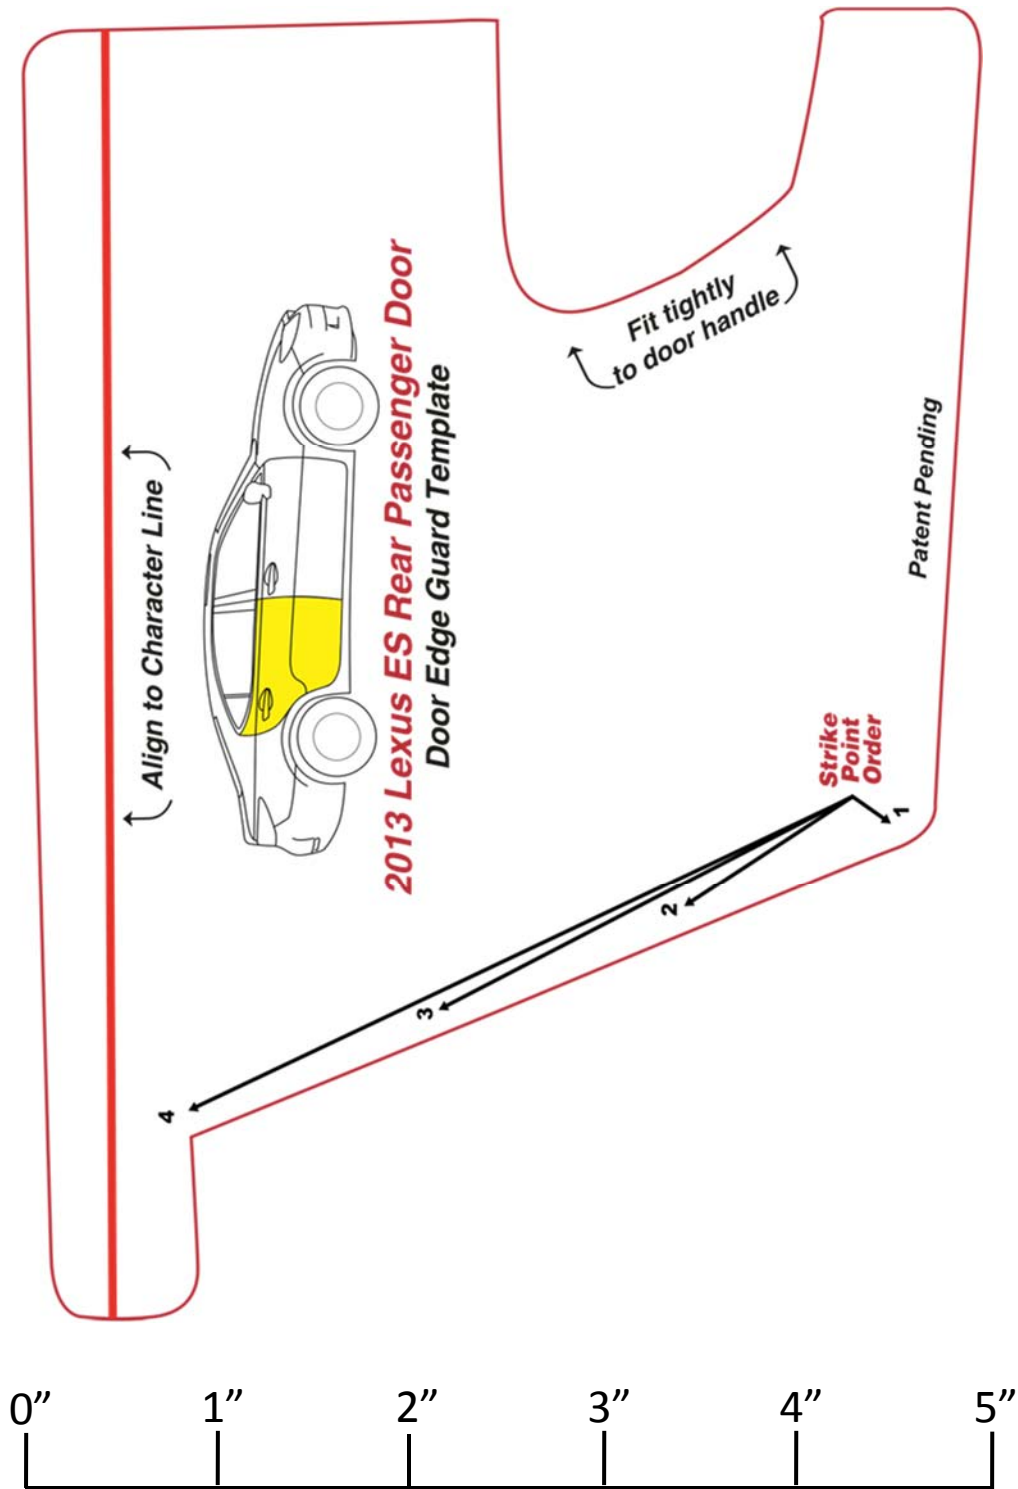 Align to Character Line
2013 Lexus ES Rear Passenger Door
Door Edge Guard Template
Fit tightly
to door handle
Patent Pending
Strike
Point
Order
1
2
3
4
0”
1”
2”
3”
4”
5”